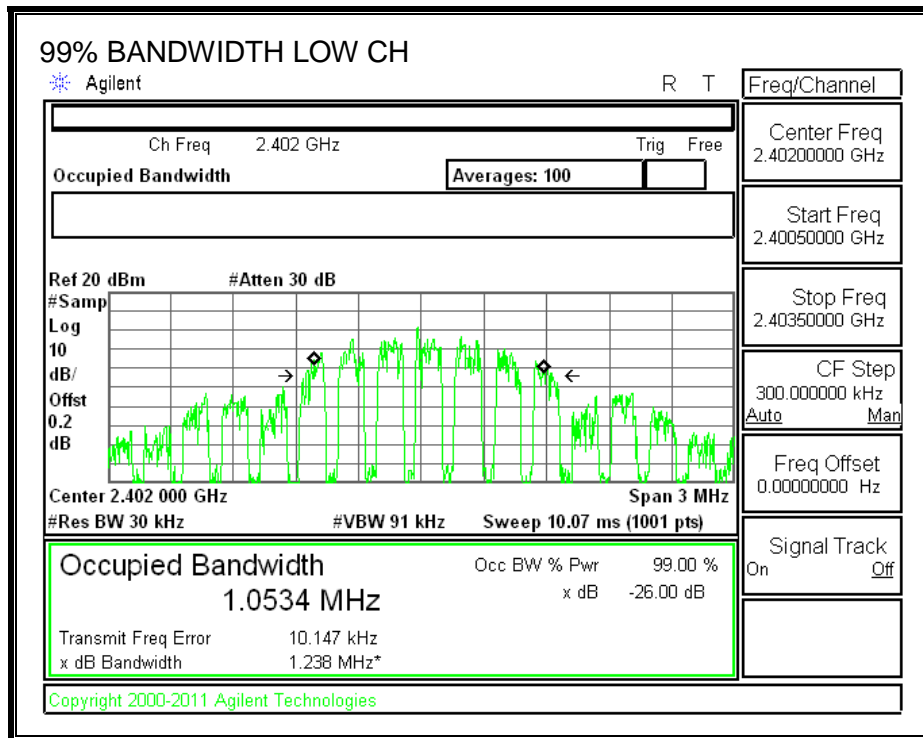 99% BANDWIDTH LOW CH
Agilent R T
Freq/Channel
Ch Freq 2.402 GHz Trig Free
Occupied Bandwidth Averages: 100
Center Freq
2.40200000 GHz
Start Freq
2.40050000 GHz
Stop Freq
2.40350000 GHz
CF Step
300.000000 kHz
Auto Man
Freq Offset
0.00000000 Hz
Signal Track
On Off
Ref 20 dBm #Atten 30 dB
#Samp
Log
10
dB/
Offst
0.2
dB
Center 2.402 000 GHz Span 3 MHz
#Res BW 30 kHz #VBW 91 kHz Sweep 10.07 ms (1001 pts)
Occupied Bandwidth Occ BW % Pwr 99.00 %
1.0534 MHz x dB -26.00 dB
Transmit Freq Error 10.147 kHz
x dB Bandwidth 1.238 MHz*
Copyright 2000-2011 Agilent Technologies